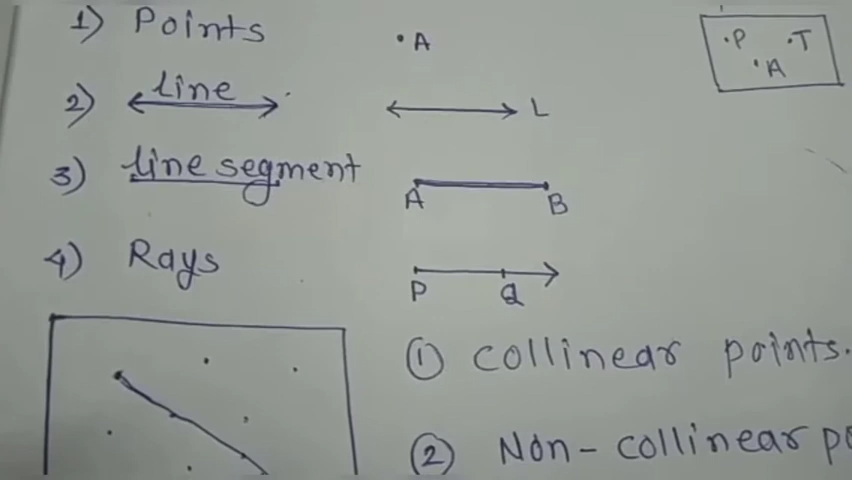 1) Points
• A
•P •T
•A
2) line
L
3) line segment
A B
4) Rays
P Q
① collinear points.
② Non-collinear